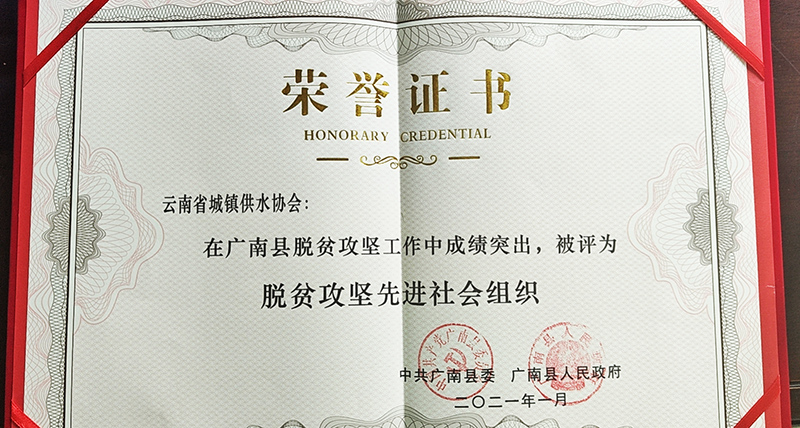 荣誉证书
HONORARY CREDENTIAL
云南省城镇供水协会：
在广南县脱贫攻坚工作中成绩突出，被评为
脱贫攻坚先进社会组织
中共广南县委 广南县人民政府
二〇二一年一月